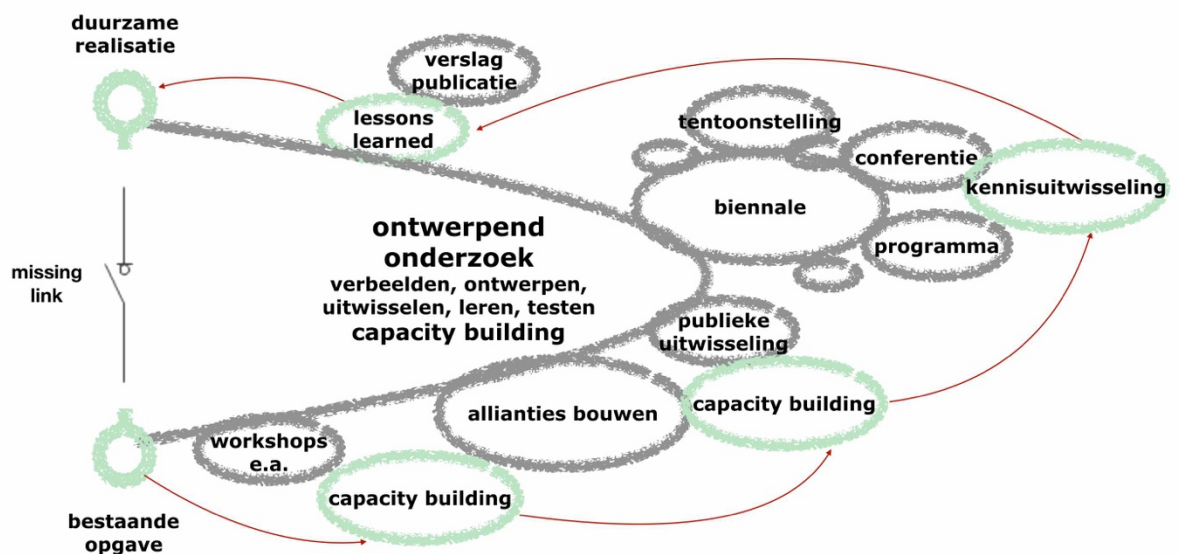 duurzame
realisatie
verslag
publicatie
lessons
learned
tentoonstelling
conferentie
kennisuitwisseling
biennale
programma
ontwerpend
onderzoek
verbeelden, ontwerpen,
uitwisselen, leren, testen
capacity building
missing
link
publieke
uitwisseling
allianties bouwen
capacity building
workshops
e.a.
capacity building
bestaande
opgave